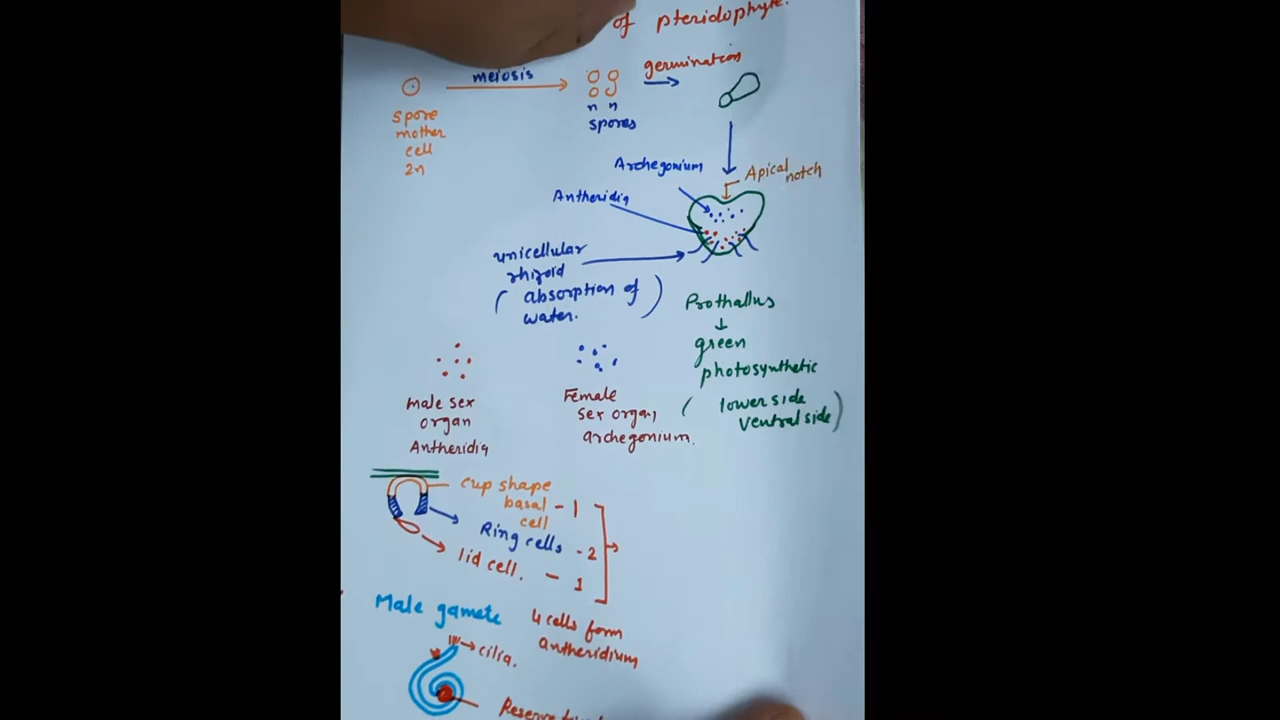 of pteridophyte.
meiosis
germination
spore
mother
cell
2n
n n
spores
Archegonium
Apical
notch
Antheridia
unicellular
rhizoid
( absorption of )
water.
Prothallus
green
photosynthetic
( lower side
ventral side )
Male sex
organ
Antheridia
Female
sex organ,
archegonium.
cup shape
basal - 1
cell
Ring cells - 2
lid cell. - 1
Male gamete
4 cells form
antheridium
cilia.
Reserve